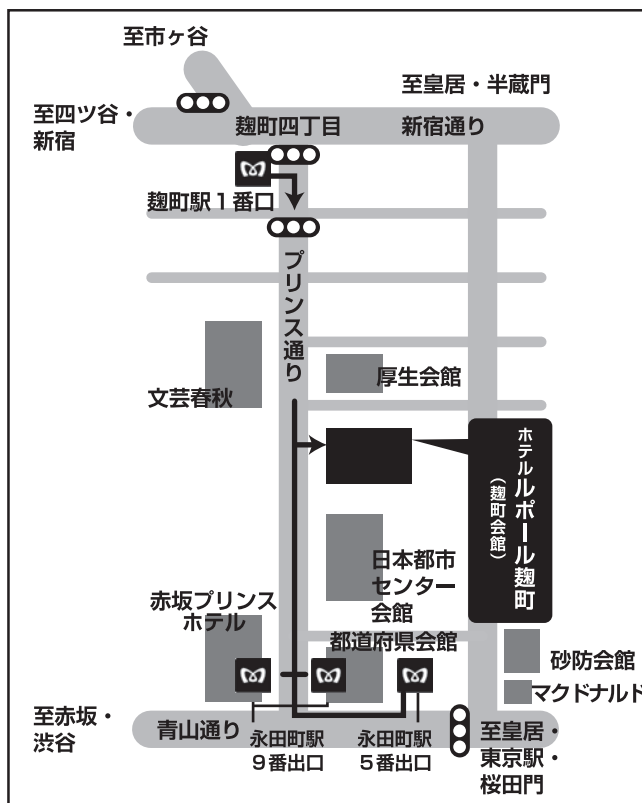 至市ヶ谷
至皇居・半蔵門
至四ツ谷・
新宿
麹町四丁目
新宿通り
麹町駅1番口
プリンス通り
文芸春秋
厚生会館
ホテルルポール麹町
（麹町会館）
日本都市
センター
会館
赤坂プリンス
ホテル
都道府県会館
砂防会館
マクドナルド
至赤坂・
渋谷
青山通り
永田町駅
9番出口
永田町駅
5番出口
至皇居・
東京駅・
桜田門